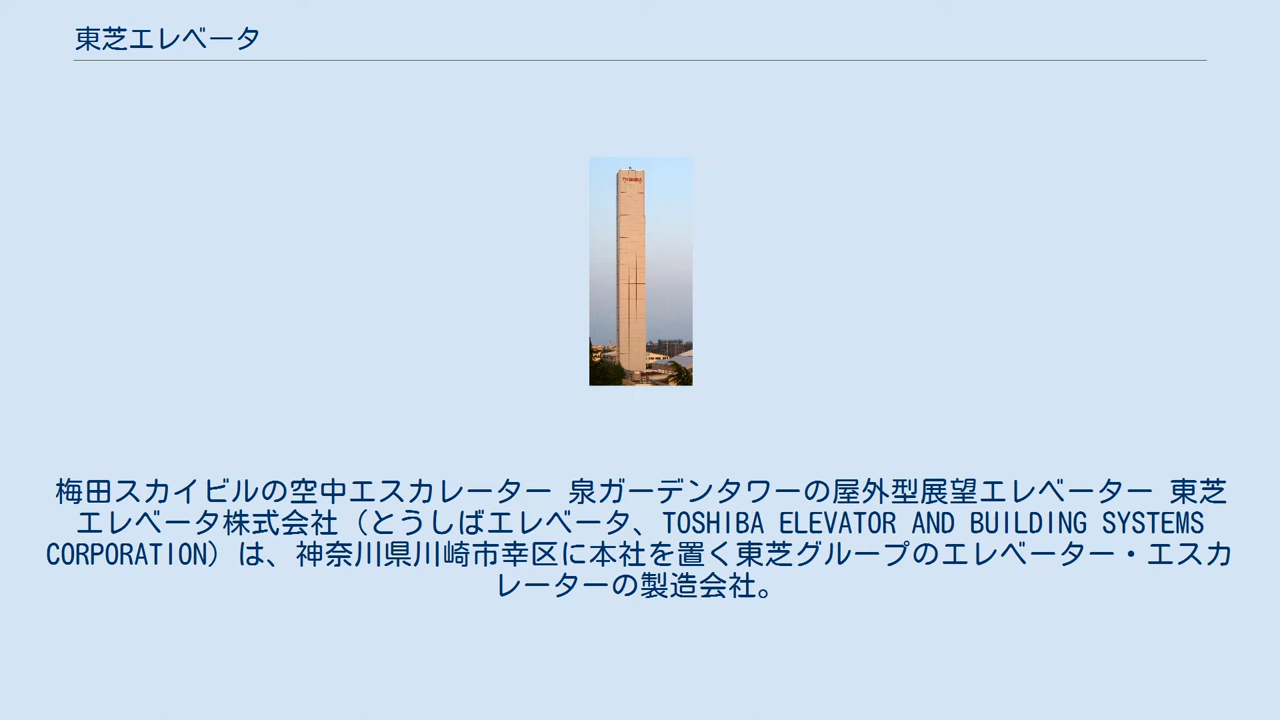 東芝エレベータ
TOSHIBA
梅田スカイビルの空中エスカレーター 泉ガーデンタワーの屋外型展望エレベーター 東芝
エレベータ株式会社（とうしばエレベータ、TOSHIBA ELEVATOR AND BUILDING SYSTEMS
CORPORATION）は、神奈川県川崎市幸区に本社を置く東芝グループのエレベーター・エスカ
レーターの製造会社。